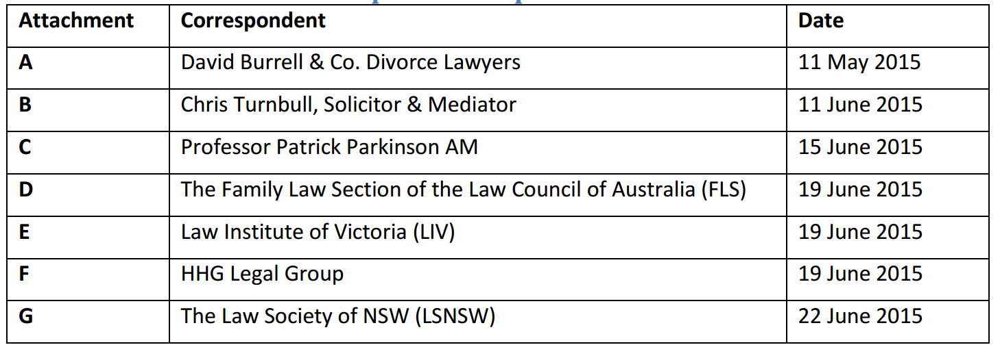 Attachment Correspondent Date
A David Burrell & Co. Divorce Lawyers 11 May 2015
B Chris Turnbull, Solicitor & Mediator 11 June 2015
C Professor Patrick Parkinson AM 15 June 2015
D The Family Law Section of the Law Council of Australia (FLS) 19 June 2015
E Law Institute of Victoria (LIV) 19 June 2015
F HHG Legal Group 19 June 2015
G The Law Society of NSW (LSNSW) 22 June 2015